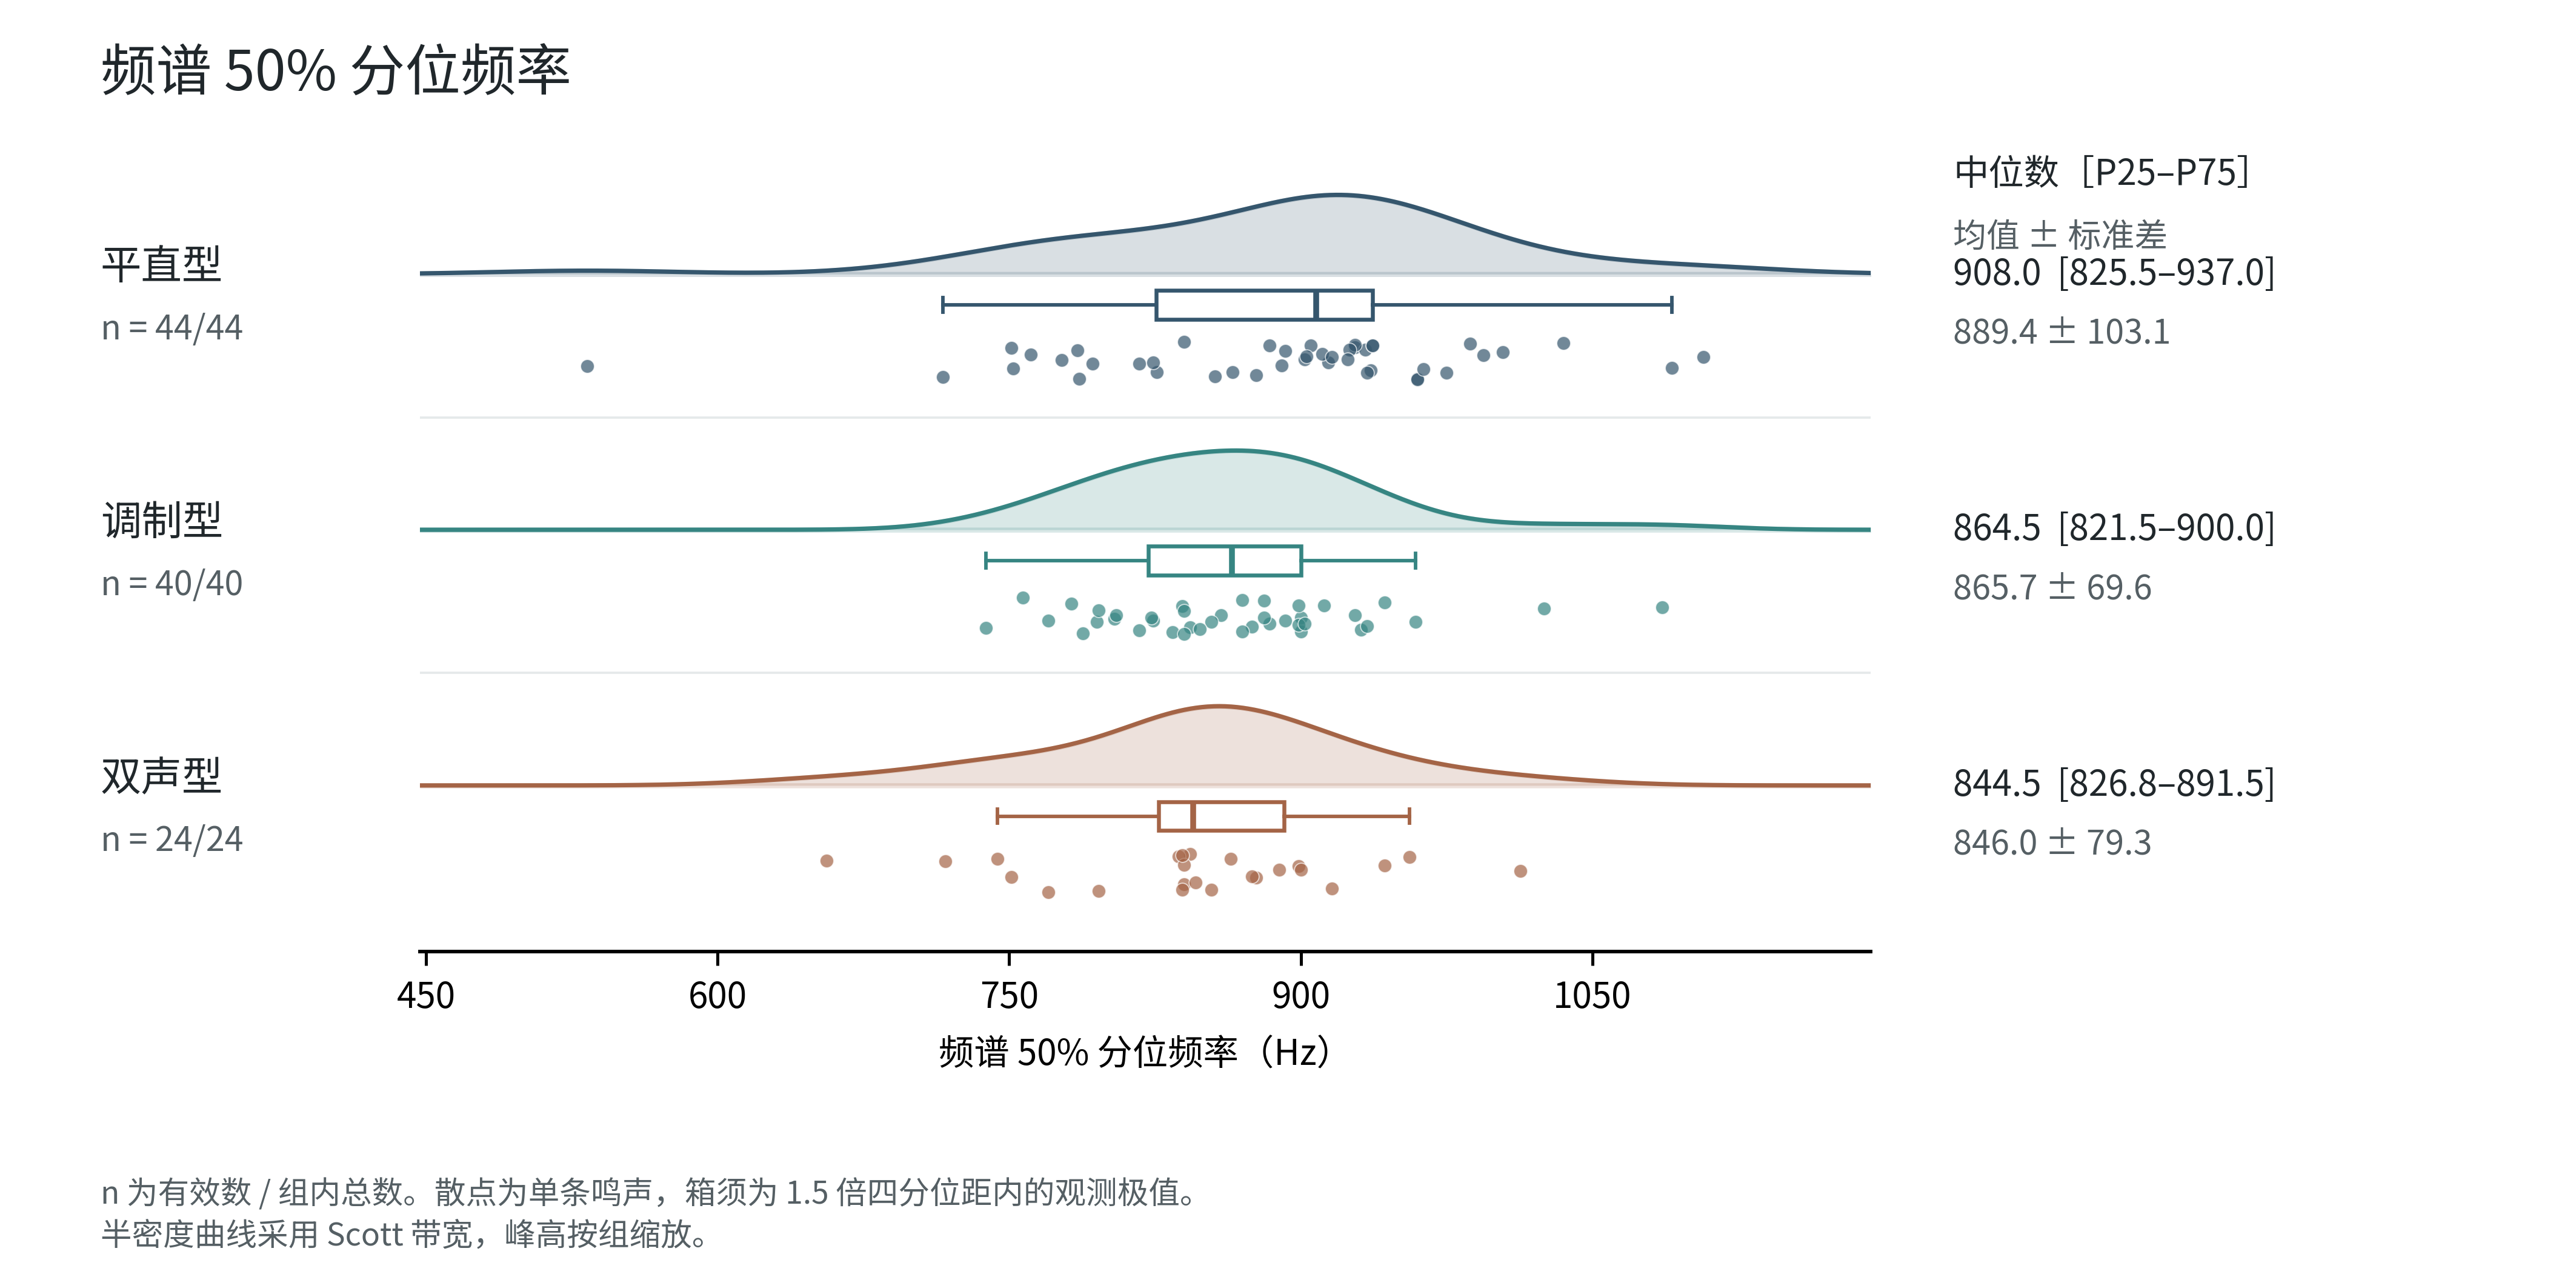 频谱 50% 分位频率
中位数［P25–P75］
均值 ± 标准差
平直型
n = 44/44
908.0 [825.5–937.0]
889.4 ± 103.1
调制型
n = 40/40
864.5 [821.5–900.0]
865.7 ± 69.6
双声型
n = 24/24
844.5 [826.8–891.5]
846.0 ± 79.3
450 600 750 900 1050
频谱 50% 分位频率（Hz）
n 为有效数 / 组内总数。散点为单条鸣声，箱须为 1.5 倍四分位距内的观测极值。
半密度曲线采用 Scott 带宽，峰高按组缩放。